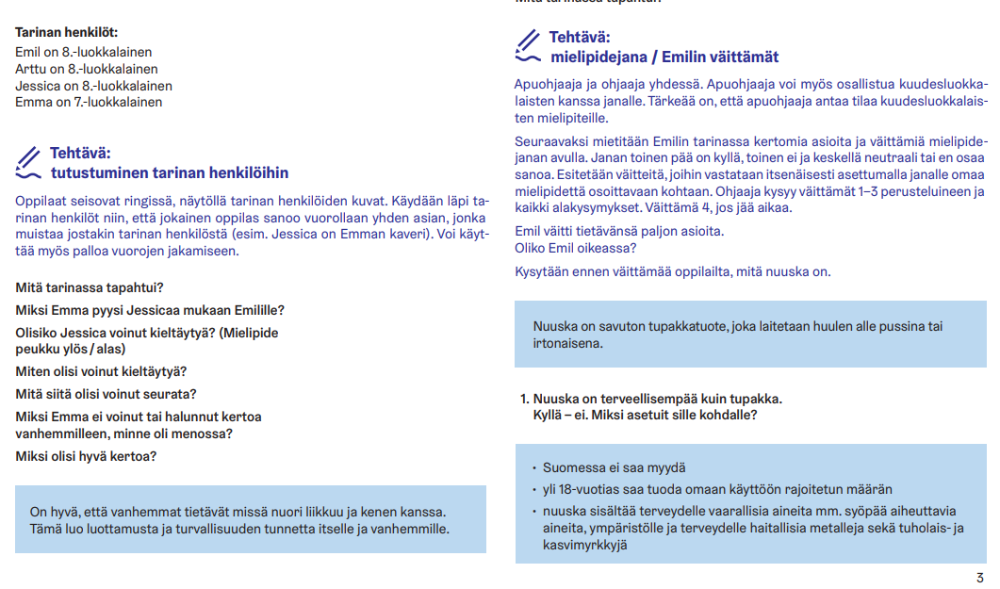 Tarinan henkilöt:
Emil on 8.-luokkalainen
Arttu on 8.-luokkalainen
Jessica on 8.-luokkalainen
Emma on 7.-luokkalainen
Tehtävä:
tutustuminen tarinan henkilöihin
Oppilaat seisovat ringissä, näytöllä tarinan henkilöiden kuvat. Käydään läpi ta-
rinan henkilöt niin, että jokainen oppilas sanoo vuorollaan yhden asian, jonka
muistaa jostakin tarinan henkilöstä (esim. Jessica on Emman kaveri). Voi käyt-
tää myös palloa vuorojen jakamiseen.
Mitä tarinassa tapahtui?
Miksi Emma pyysi Jessicaa mukaan Emilille?
Olisiko Jessica voinut kieltäytyä? (Mielipide
peukku ylös / alas)
Miten olisi voinut kieltäytyä?
Mitä siitä olisi voinut seurata?
Miksi Emma ei voinut tai halunnut kertoa
vanhemmilleen, minne oli menossa?
Miksi olisi hyvä kertoa?
On hyvä, että vanhemmat tietävät missä nuori liikkuu ja kenen kanssa.
Tämä luo luottamusta ja turvallisuuden tunnetta itselle ja vanhemmille.
Tehtävä:
mielipidejana / Emilin väittämät
Apuohjaaja ja ohjaaja yhdessä. Apuohjaaja voi myös osallistua kuudesluokka-
laisten kanssa janalle. Tärkeää on, että apuohjaaja antaa tilaa kuudesluokkalais-
ten mielipiteille.
Seuraavaksi mietitään Emilin tarinassa kertomia asioita ja väittämiä mielipide-
janan avulla. Janan toinen pää on kyllä, toinen ei ja keskellä neutraali tai en osaa
sanoa. Esitetään väitteitä, joihin vastataan itsenäisesti asettumalla janalle omaa
mielipidettä osoittavaan kohtaan. Ohjaaja kysyy väittämät 1–3 perusteluineen ja
kaikki alakysymykset. Väittämä 4, jos jää aikaa.
Emil väitti tietävänsä paljon asioita.
Oliko Emil oikeassa?
Kysytään ennen väittämää oppilailta, mitä nuuska on.
Nuuska on savuton tupakkatuote, joka laitetaan huulen alle pussina tai
irtonaisena.
1. Nuuska on terveellisempää kuin tupakka.
Kyllä – ei. Miksi asetuit sille kohdalle?
• Suomessa ei saa myydä
• yli 18-vuotias saa tuoda omaan käyttöön rajoitetun määrän
• nuuska sisältää terveydelle vaarallisia aineita mm. syöpää aiheuttavia
aineita, ympäristölle ja terveydelle haitallisia metalleja sekä tuholais- ja
kasvimyrkkyjä
3